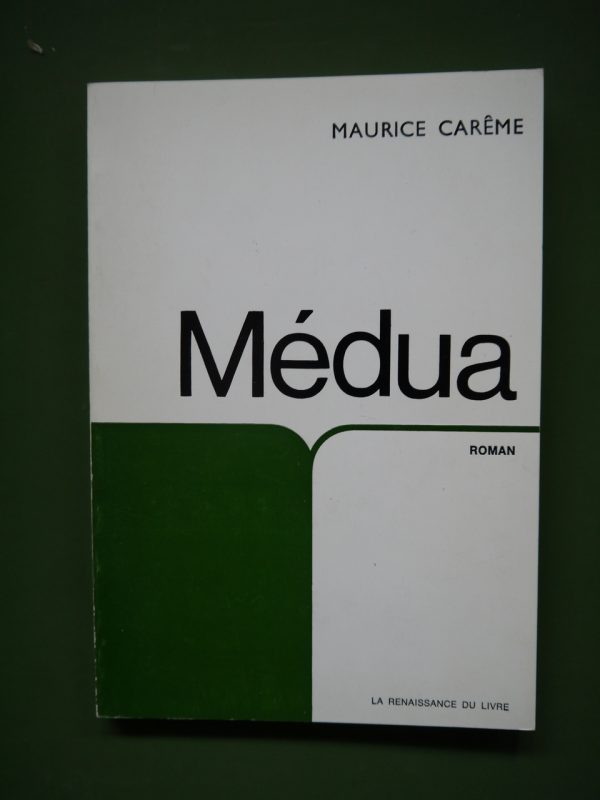 MAURICE CARÊME
Médua
ROMAN
LA RENAISSANCE DU LIVRE